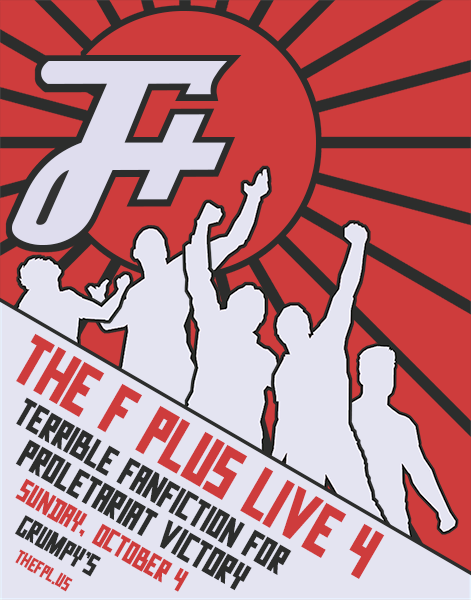 F+
THE F PLUS LIVE 4
TERRIBLE FANFICTION FOR
PROLETARIAT VICTORY
SUNDAY, OCTOBER 4
GRUMPY'S
THEFPL.US